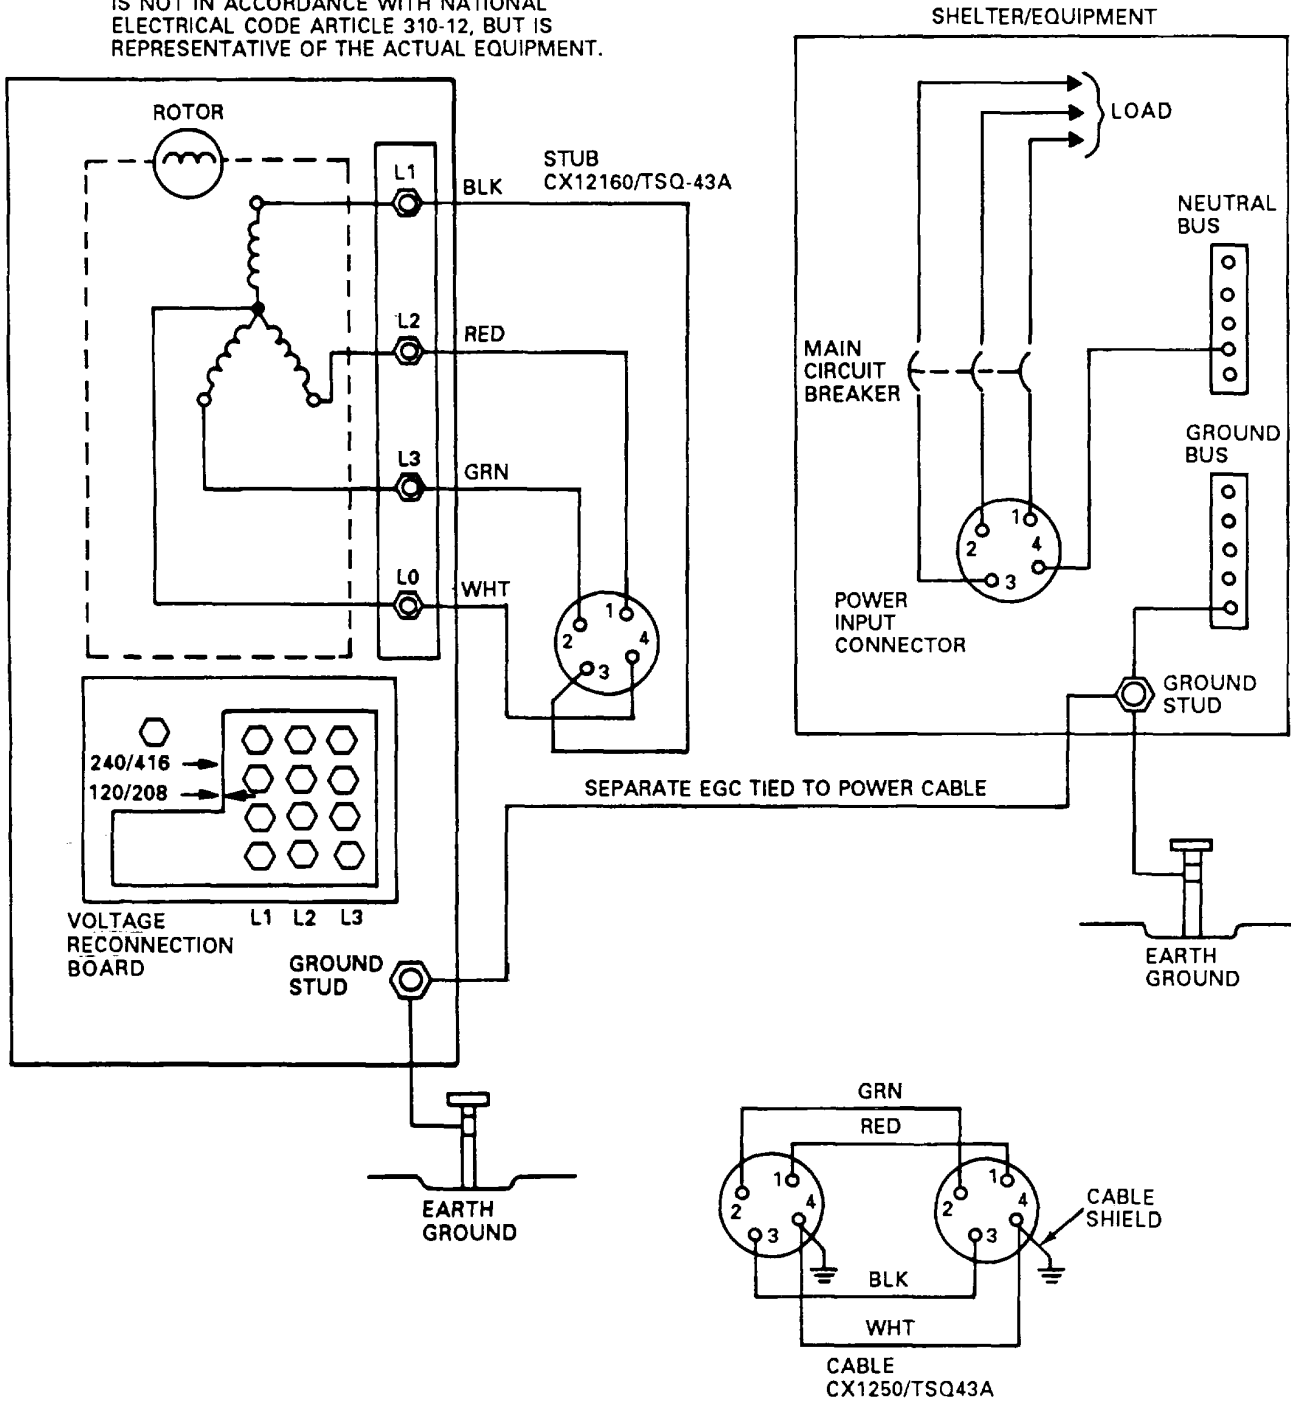 IS NOT IN ACCORDANCE WITH NATIONAL
ELECTRICAL CODE ARTICLE 310-12, BUT IS
REPRESENTATIVE OF THE ACTUAL EQUIPMENT.
SHELTER/EQUIPMENT
ROTOR
L1
BLK
STUB
CX12160/TSQ-43A
LOAD
NEUTRAL
BUS
L2
RED
MAIN
CIRCUIT
BREAKER
L3
GRN
GROUND
BUS
L0
WHT
1
2
4
3
1
2
4
3
POWER
INPUT
CONNECTOR
GROUND
STUD
240/416
120/208
SEPARATE EGC TIED TO POWER CABLE
L1 L2 L3
VOLTAGE
RECONNECTION
BOARD
GROUND
STUD
EARTH
GROUND
EARTH
GROUND
GRN
RED
1
2
4
3
1
2
4
3
CABLE
SHIELD
BLK
WHT
CABLE
CX1250/TSQ43A